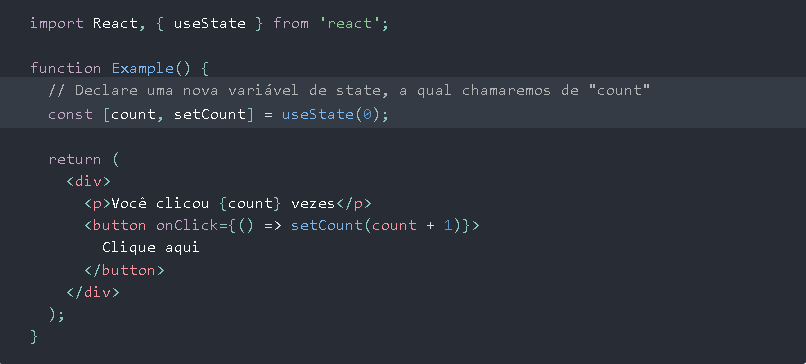 import React, { useState } from 'react';
function Example() {
// Declare uma nova variável de state, a qual chamaremos de "count"
const [count, setCount] = useState(0);
return (
<div>
<p>Você clicou {count} vezes</p>
<button onClick={() => setCount(count + 1)}>
Clique aqui
</button>
</div>
);
}